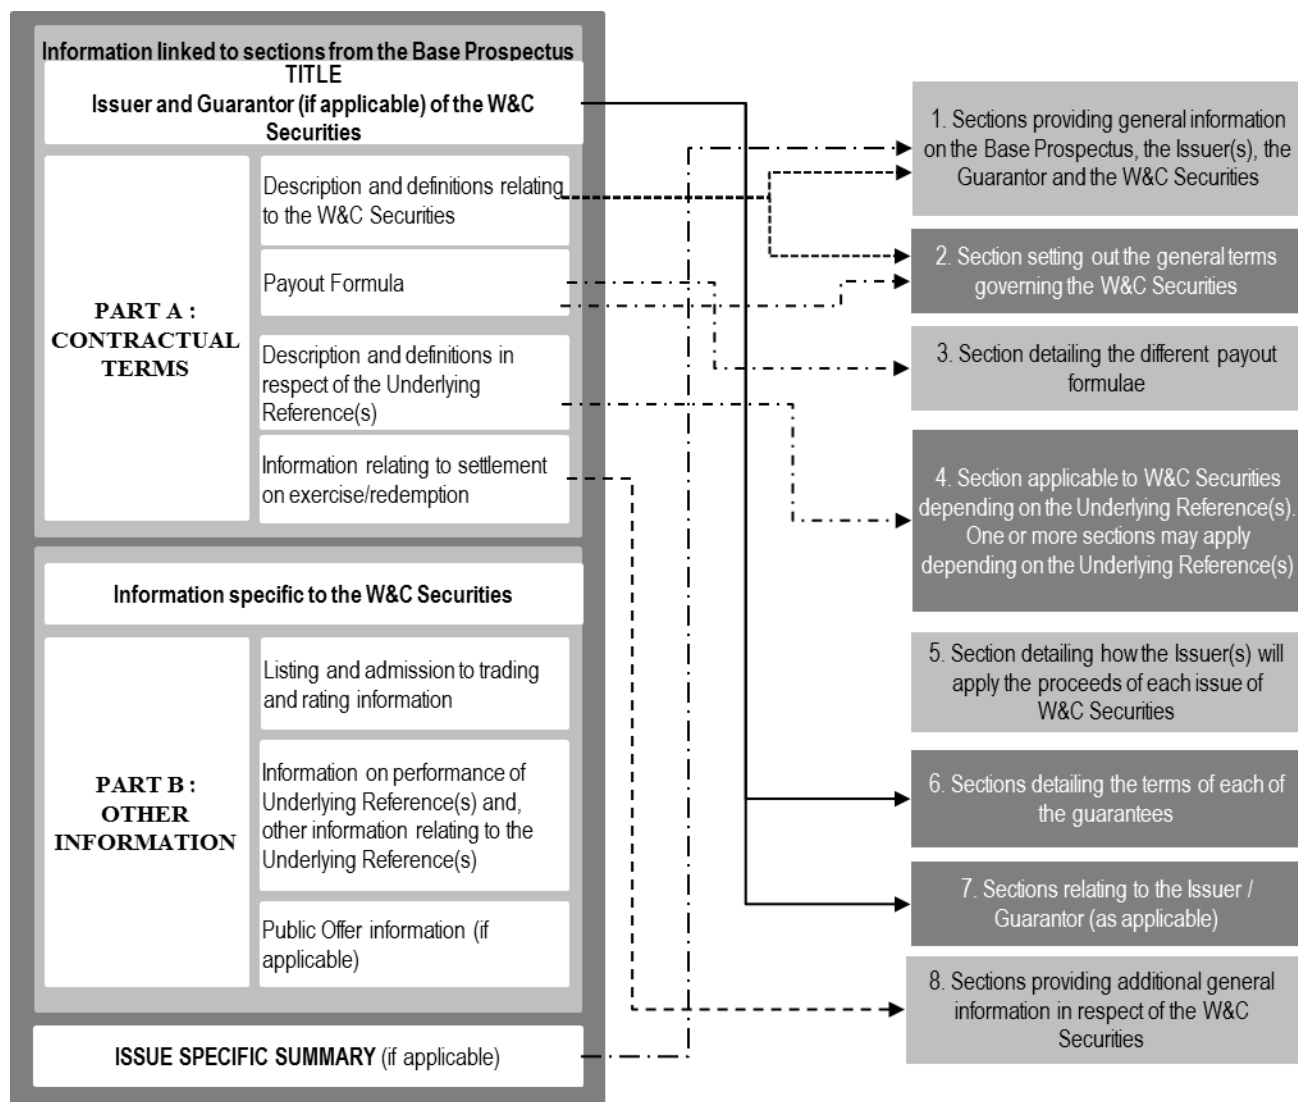 Information linked to sections from the Base Prospectus
TITLE
Issuer and Guarantor (if applicable) of the W&C
Securities
PART A :
CONTRACTUAL
TERMS
Description and definitions relating
to the W&C Securities
Payout Formula
Description and definitions in
respect of the Underlying
Reference(s)
Information relating to settlement
on exercise/redemption
Information specific to the W&C Securities
PART B :
OTHER
INFORMATION
Listing and admission to trading
and rating information
Information on performance of
Underlying Reference(s) and,
other information relating to the
Underlying Reference(s)
Public Offer information (if
applicable)
ISSUE SPECIFIC SUMMARY (if applicable)
1. Sections providing general information
on the Base Prospectus, the Issuer(s), the
Guarantor and the W&C Securities
2. Section setting out the general terms
governing the W&C Securities
3. Section detailing the different payout
formulae
4. Section applicable to W&C Securities
depending on the Underlying Reference(s).
One or more sections may apply
depending on the Underlying Reference(s)
5. Section detailing how the Issuer(s) will
apply the proceeds of each issue of
W&C Securities
6. Sections detailing the terms of each of
the guarantees
7. Sections relating to the Issuer /
Guarantor (as applicable)
8. Sections providing additional general
information in respect of the W&C
Securities